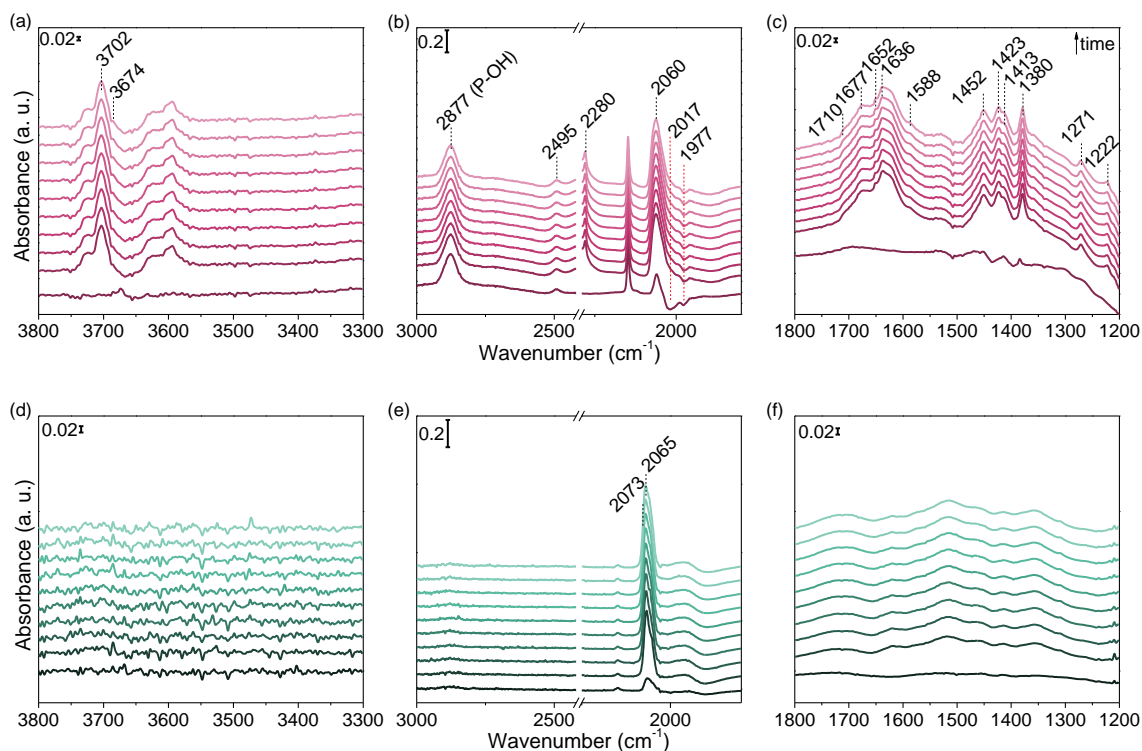 (a)
(b)
(c)
0.02
3702
3674
0.2
2877 (P-OH)
2495
2280
2060
2017
1977
0.02
time
1710
1677
1652
1636
1588
1452
1423
1413
1380
1271
1222
Absorbance (a. u.)
3800 3700 3600 3500 3400 3300
3000 2500 2000
1800 1700 1600 1500 1400 1300 1200
Wavenumber (cm⁻¹)
(d)
(e)
(f)
0.02
0.2
2073
2065
0.02
Absorbance (a. u.)
3800 3700 3600 3500 3400 3300
3000 2500 2000
1800 1700 1600 1500 1400 1300 1200
Wavenumber (cm⁻¹)